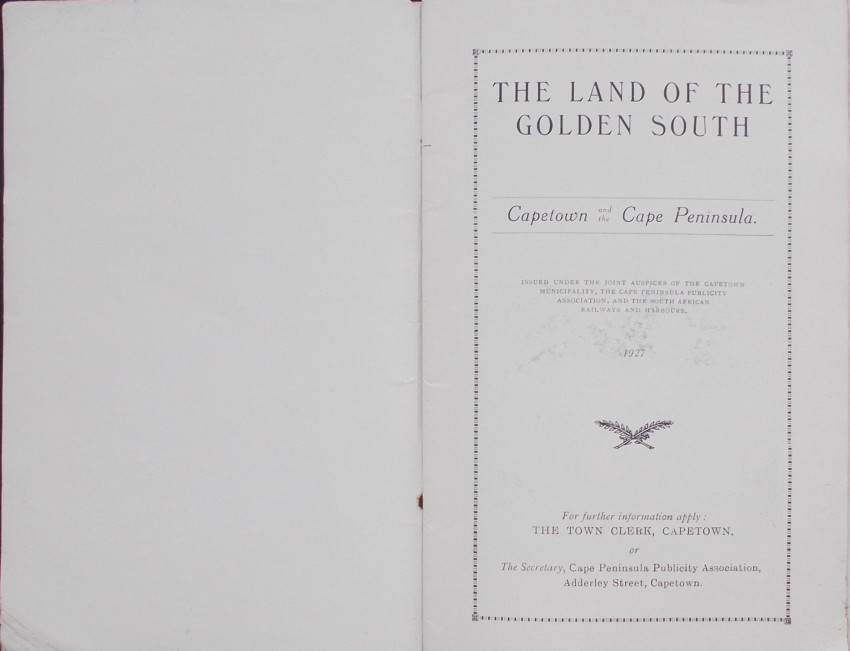 THE LAND OF THE
GOLDEN SOUTH
Capetown and the Cape Peninsula.
ISSUED UNDER THE JOINT AUSPICES OF THE CAPETOWN
MUNICIPALITY, THE CAPE PENINSULA PUBLICITY
ASSOCIATION, AND THE SOUTH AFRICAN
RAILWAYS AND HARBOURS.
1927
For further information apply :
THE TOWN CLERK, CAPETOWN,
or
The Secretary, Cape Peninsula Publicity Association,
Adderley Street, Capetown.